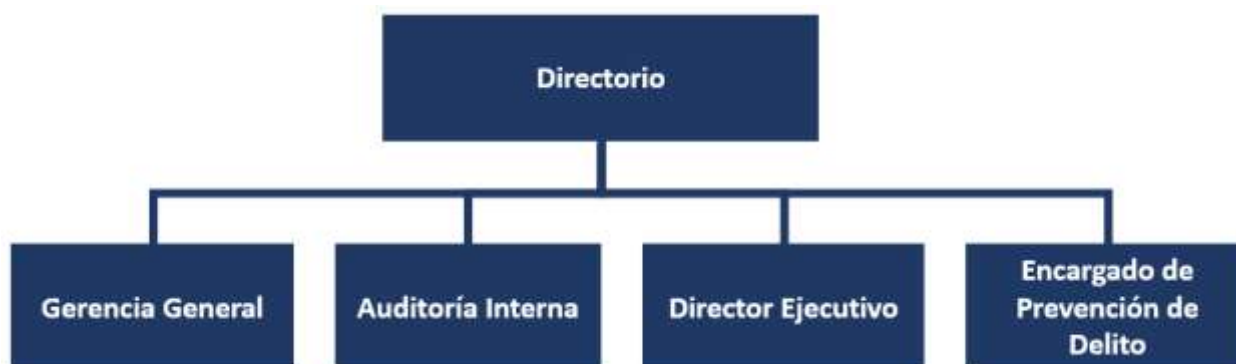 Directorio
Gerencia General
Auditoría Interna
Director Ejecutivo
Encargado de
Prevención de
Delito